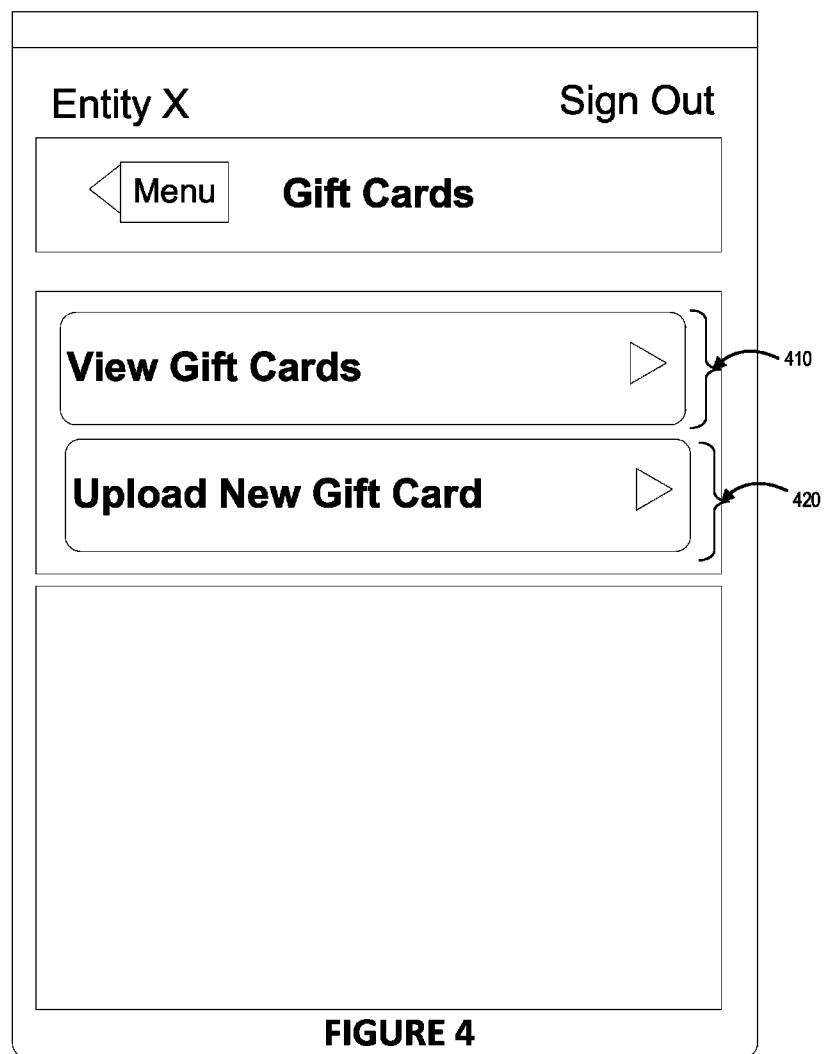 Entity X Sign Out
Menu Gift Cards
View Gift Cards
410
Upload New Gift Card
420
FIGURE 4